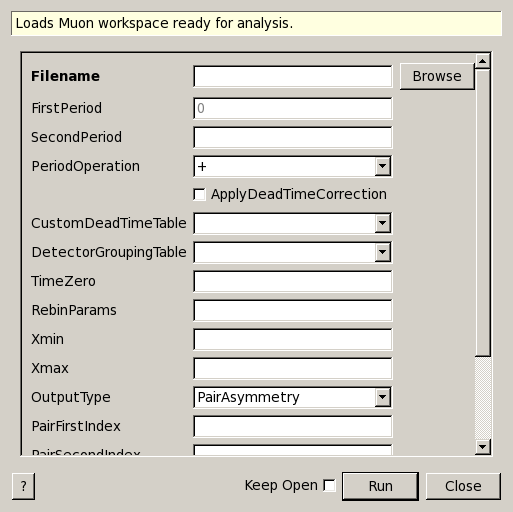 Loads Muon workspace ready for analysis.
Filename Browse
FirstPeriod 0
SecondPeriod
PeriodOperation +
ApplyDeadTimeCorrection
CustomDeadTimeTable
DetectorGroupingTable
TimeZero
RebinParams
Xmin
Xmax
OutputType PairAsymmetry
PairFirstIndex
PairSecondIndex
? Keep Open Run Close